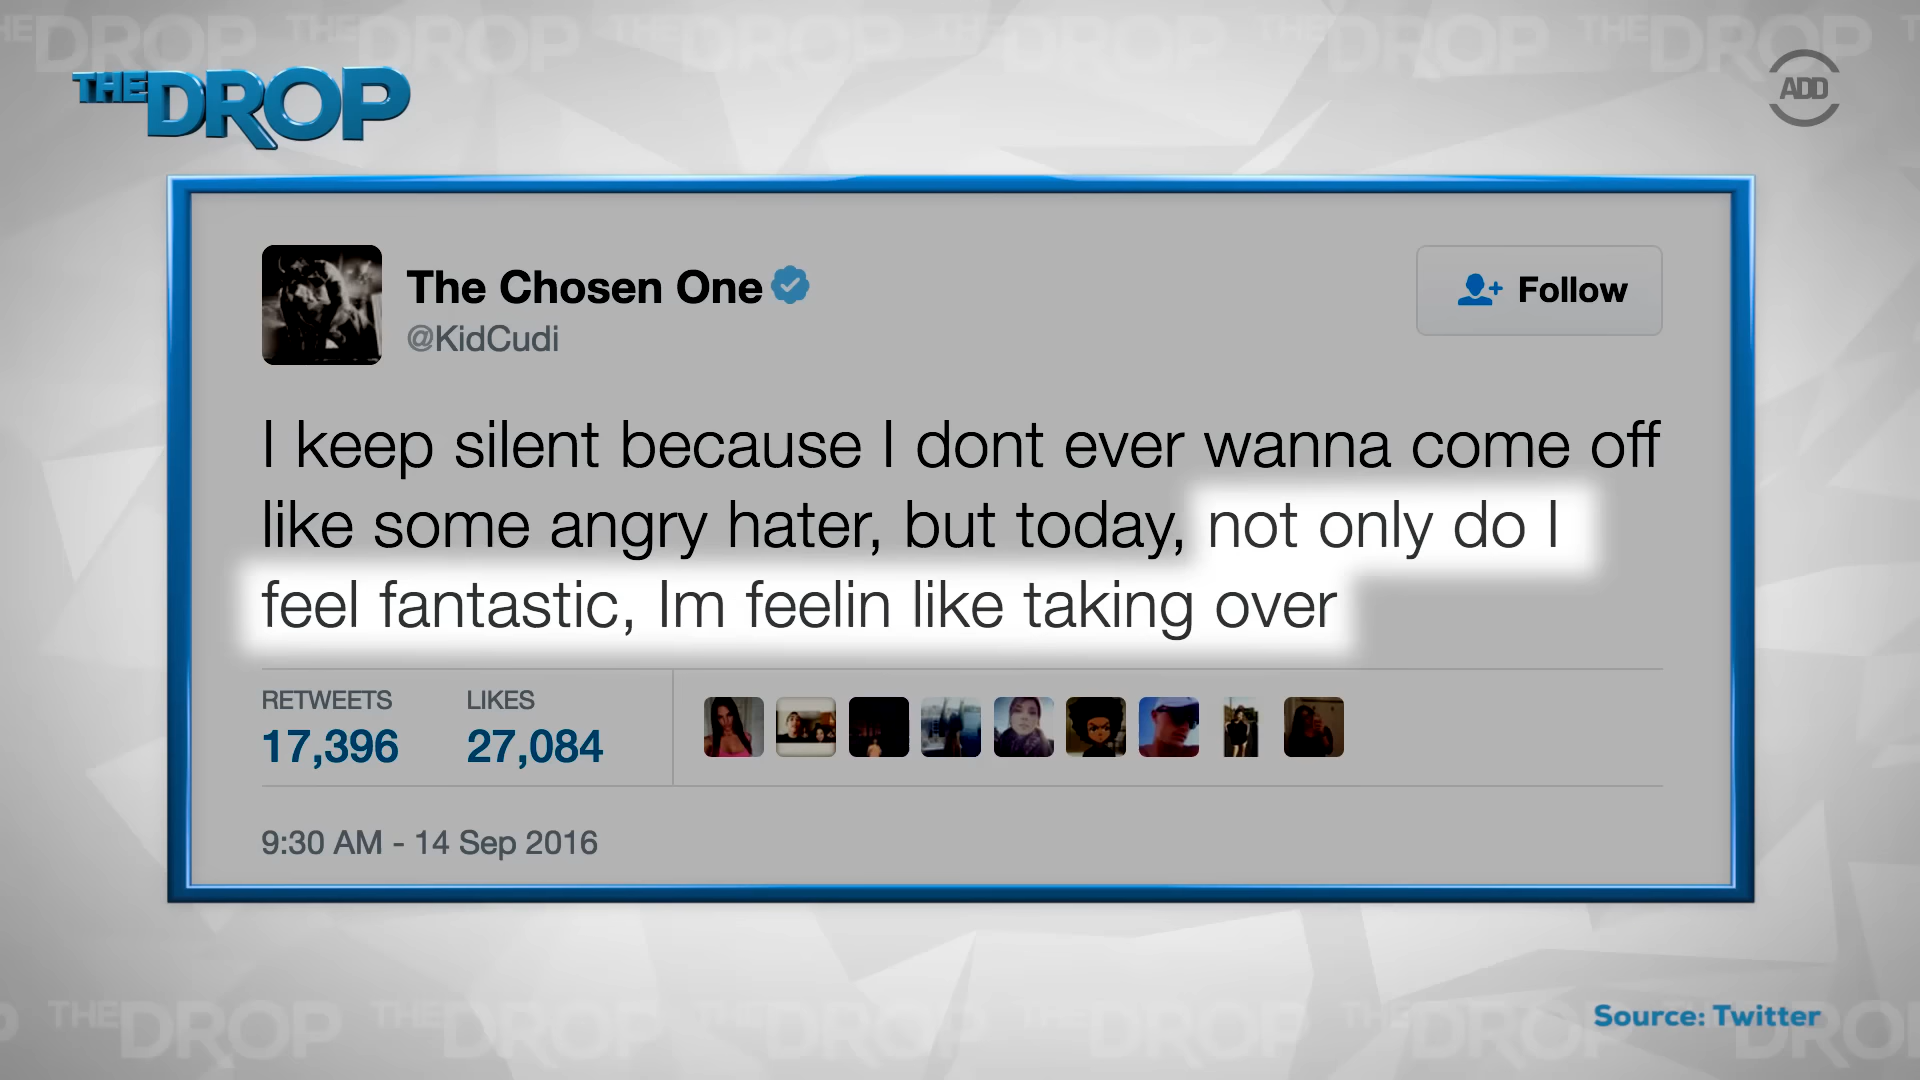 THE DROP
ADD
The Chosen One
@KidCudi
Follow
I keep silent because I dont ever wanna come off
like some angry hater, but today, not only do I
feel fantastic, Im feelin like taking over
RETWEETS
LIKES
17,396
27,084
9:30 AM - 14 Sep 2016
Source: Twitter